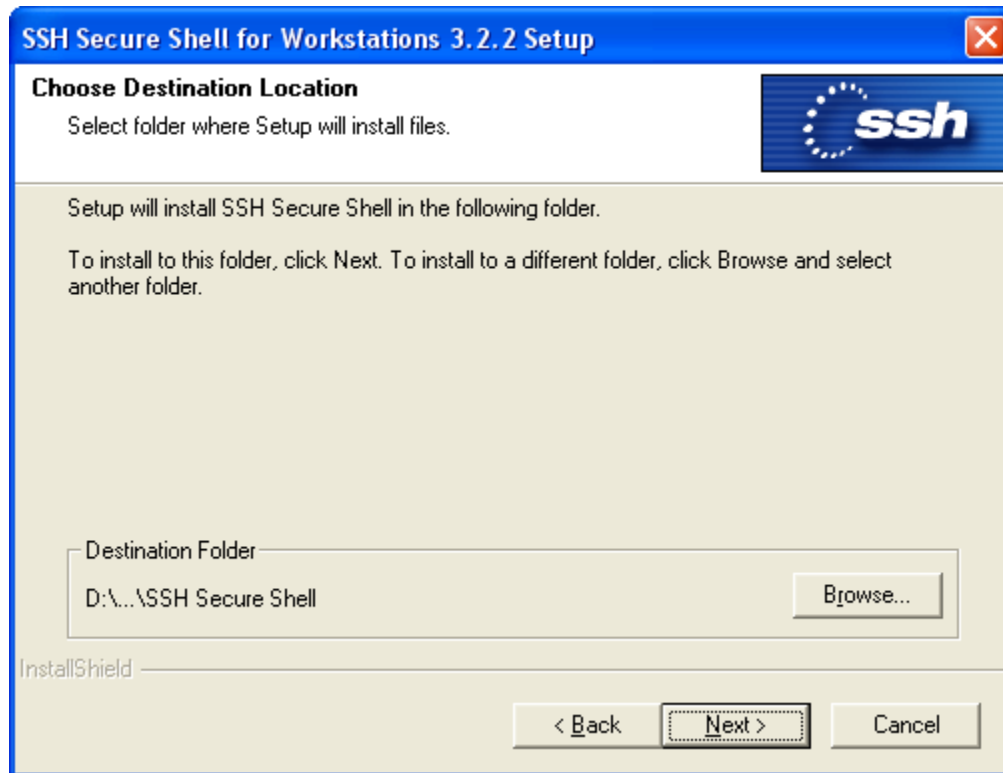 SSH Secure Shell for Workstations 3.2.2 Setup
Choose Destination Location
Select folder where Setup will install files.
ssh
Setup will install SSH Secure Shell in the following folder.
To install to this folder, click Next. To install to a different folder, click Browse and select
another folder.
Destination Folder
D:\...\SSH Secure Shell
Browse...
InstallShield
< Back
Next >
Cancel